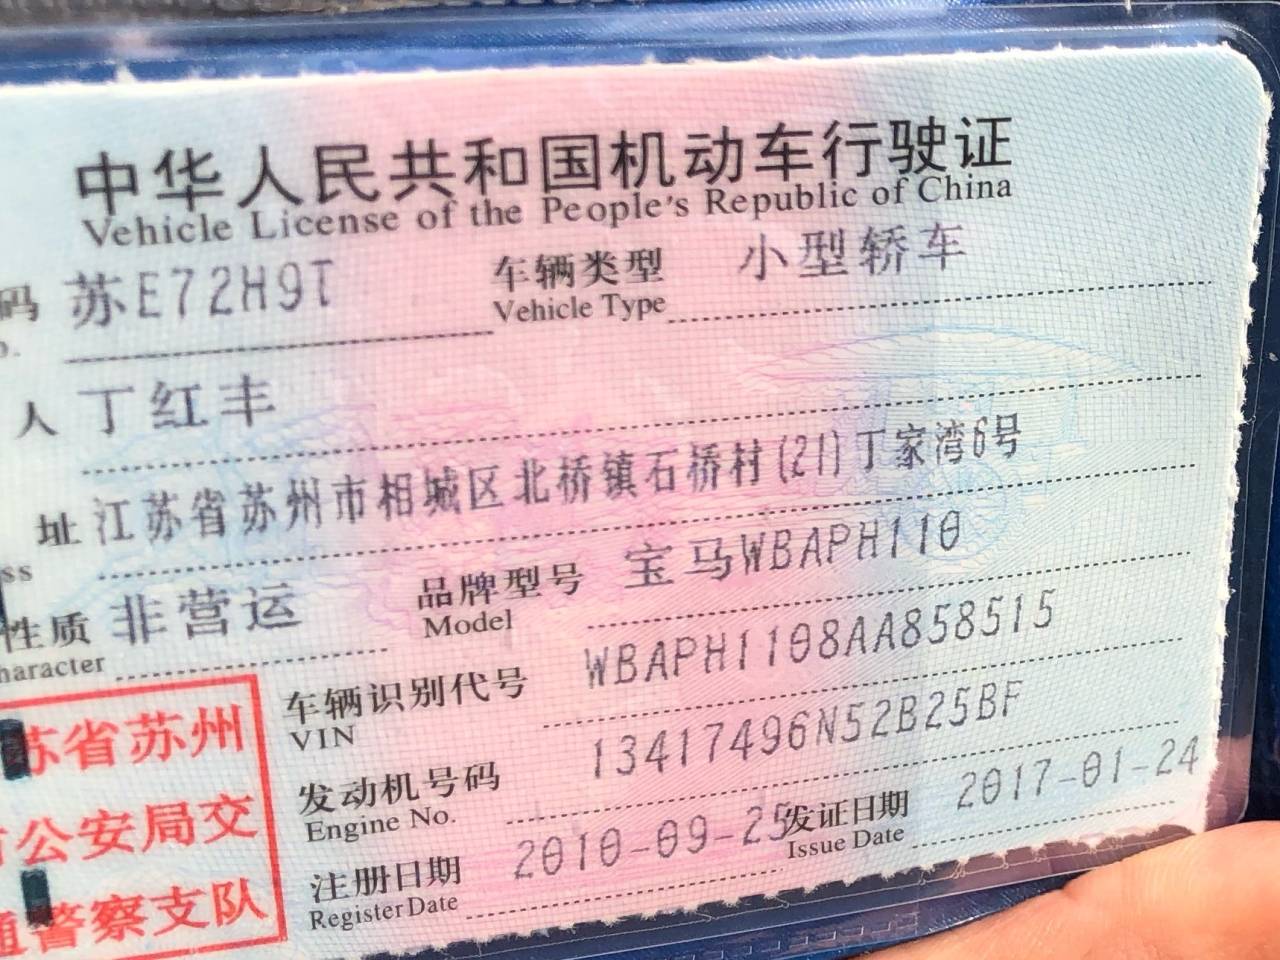 中华人民共和国机动车行驶证
Vehicle License of the People's Republic of China
码 苏E72H9T 车辆类型 小型轿车
Vehicle Type
人 丁红丰
址 江苏省苏州市相城区北桥镇石桥村(21)丁家湾6号
ss
性质 非营运 品牌型号 宝马WBAPH110
haracter Model
车辆识别代号 WBAPH1108AA858515
VIN
发动机号码 13417496N52B25BF
Engine No.
注册日期 2010-09-25 发证日期 2017-01-24
Register Date Issue Date
苏省苏州
公安局交
通警察支队